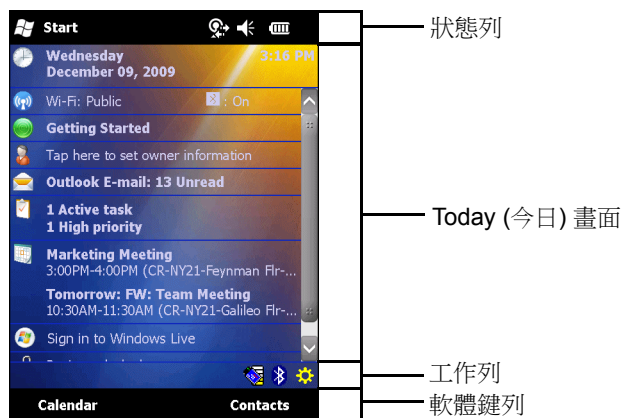 Start
狀態列
Wednesday
3:16 PM
December 09, 2009
Wi-Fi: Public
: On
Getting Started
Tap here to set owner information
Outlook E-mail: 13 Unread
1 Active task
1 High priority
Today (今日) 畫面
Marketing Meeting
3:00PM-4:00PM (CR-NY21-Feynman Flr-...
Tomorrow: FW: Team Meeting
10:30AM-11:30AM (CR-NY21-Galileo Flr-...
Sign in to Windows Live
工作列
Calendar
Contacts
軟體鍵列